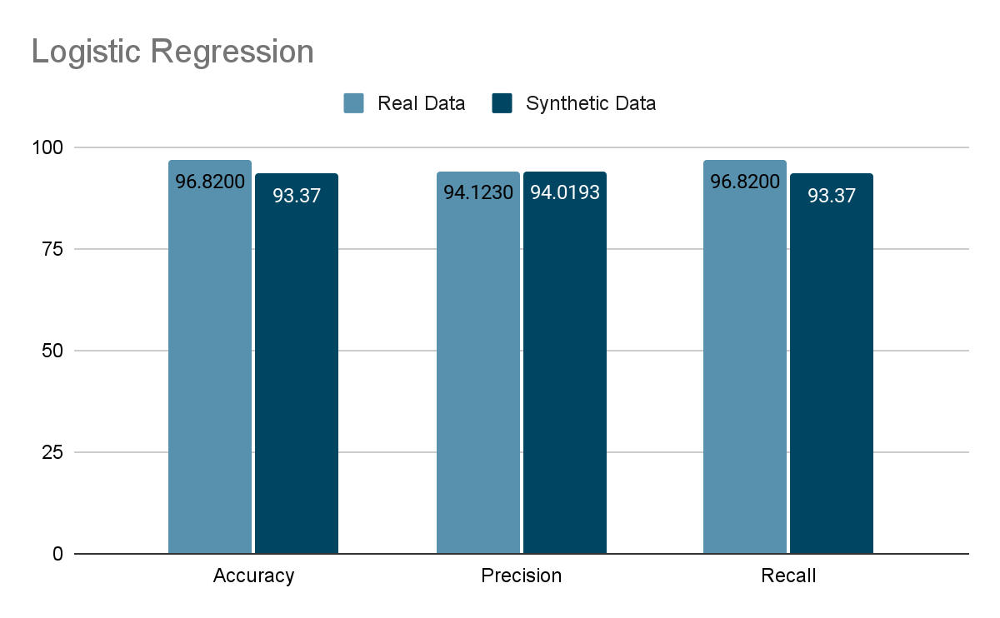 Logistic Regression
Real Data Synthetic Data
100
75
50
25
0
96.8200 93.37 94.1230 94.0193 96.8200 93.37
Accuracy Precision Recall